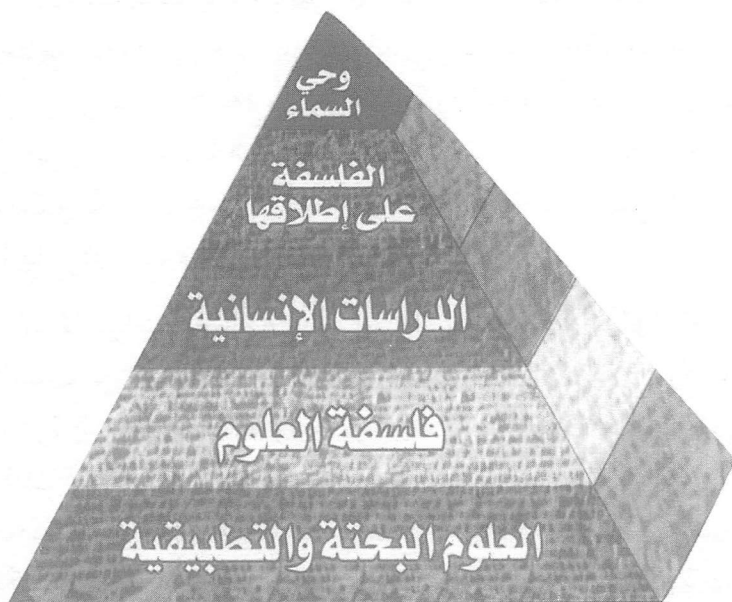 وحي
السماء
الفلسفة
على إطلاقها
الدراسات الإنسانية
فلسفة العلوم
العلوم البحتة والتطبيقية